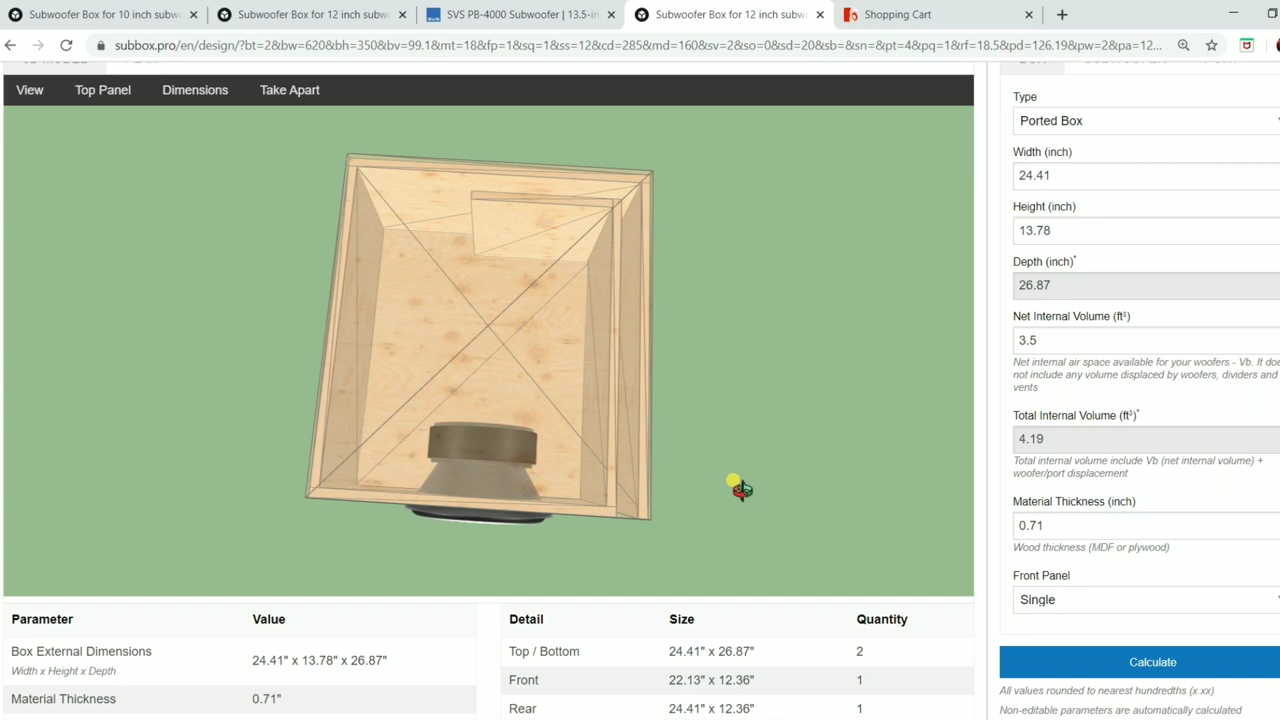 Subwoofer Box for 10 inch subw
Subwoofer Box for 12 inch subw
SVS PB-4000 Subwoofer | 13.5-in
Subwoofer Box for 12 inch subw
Shopping Cart
subbox.pro/en/design/?bt=2&bw=620&bh=350&bv=99.1&mt=18&fp=1&sq=1&ss=12&cd=285&md=160&sv=2&so=0&sd=20&sb=&sn=&pt=4&pq=1&rf=18.5&pd=126.19&pw=2&pa=12...
View
Top Panel
Dimensions
Take Apart
Type
Ported Box
Width (inch)
24.41
Height (inch)
13.78
Depth (inch)*
26.87
Net Internal Volume (ft³)
3.5
Net internal air space available for your woofers - Vb. It doe
not include any volume displaced by woofers, dividers and
vents
Total Internal Volume (ft³)*
4.19
Total internal volume include Vb (net internal volume) +
woofer/port displacement
Material Thickness (inch)
0.71
Wood thickness (MDF or plywood)
Front Panel
Single
Calculate
All values rounded to nearest hundredths (x.xx)
Non-editable parameters are automatically calculated
Parameter Value
Box External Dimensions
Width x Height x Depth
24.41" x 13.78" x 26.87"
Material Thickness 0.71"
Detail Size Quantity
Top / Bottom 24.41" x 26.87" 2
Front 22.13" x 12.36" 1
Rear 24.41" x 12.36" 1